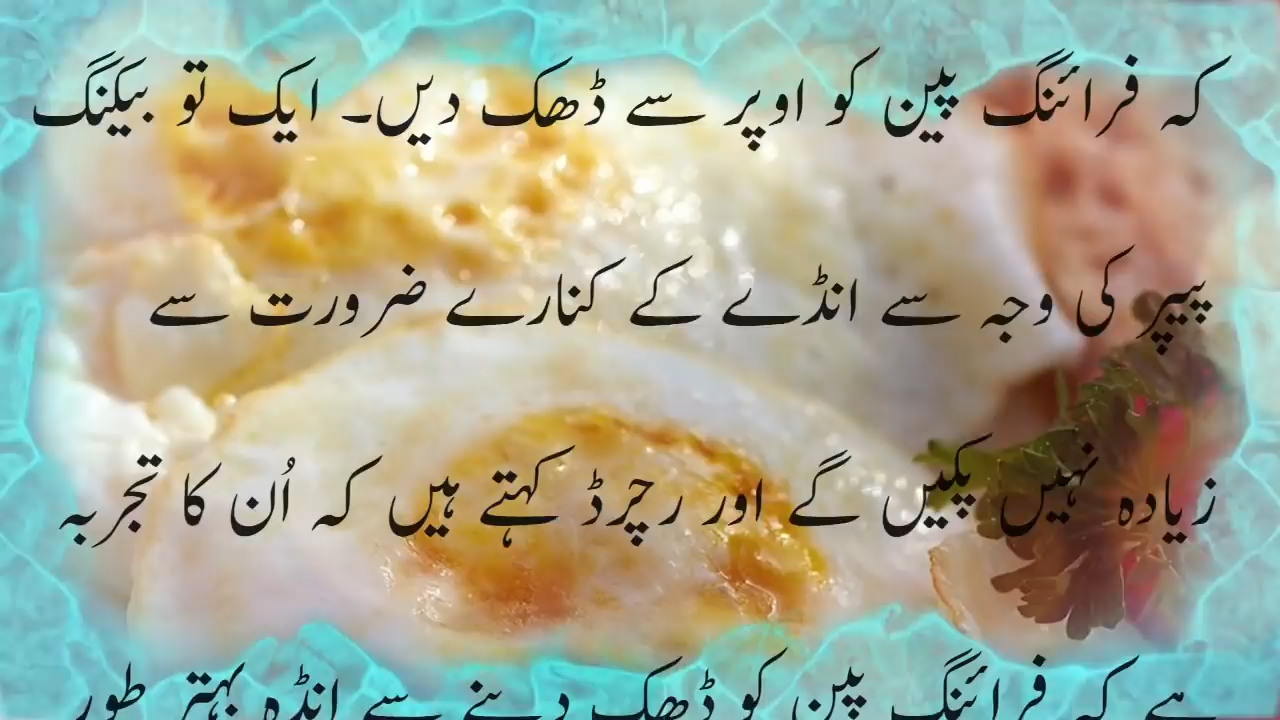 کہ فرائنگ پین کو اوپر سے ڈھک دیں۔ ایک تو بیکنگ
پیپر کی وجہ سے انڈے کے کنارے ضرورت سے
زیادہ نہیں پکیں گے اور رچرڈ کہتے ہیں کہ اُن کا تجربہ
ہے کہ فرائنگ پین کو ڈھک دینے سے انڈہ بہتر طور